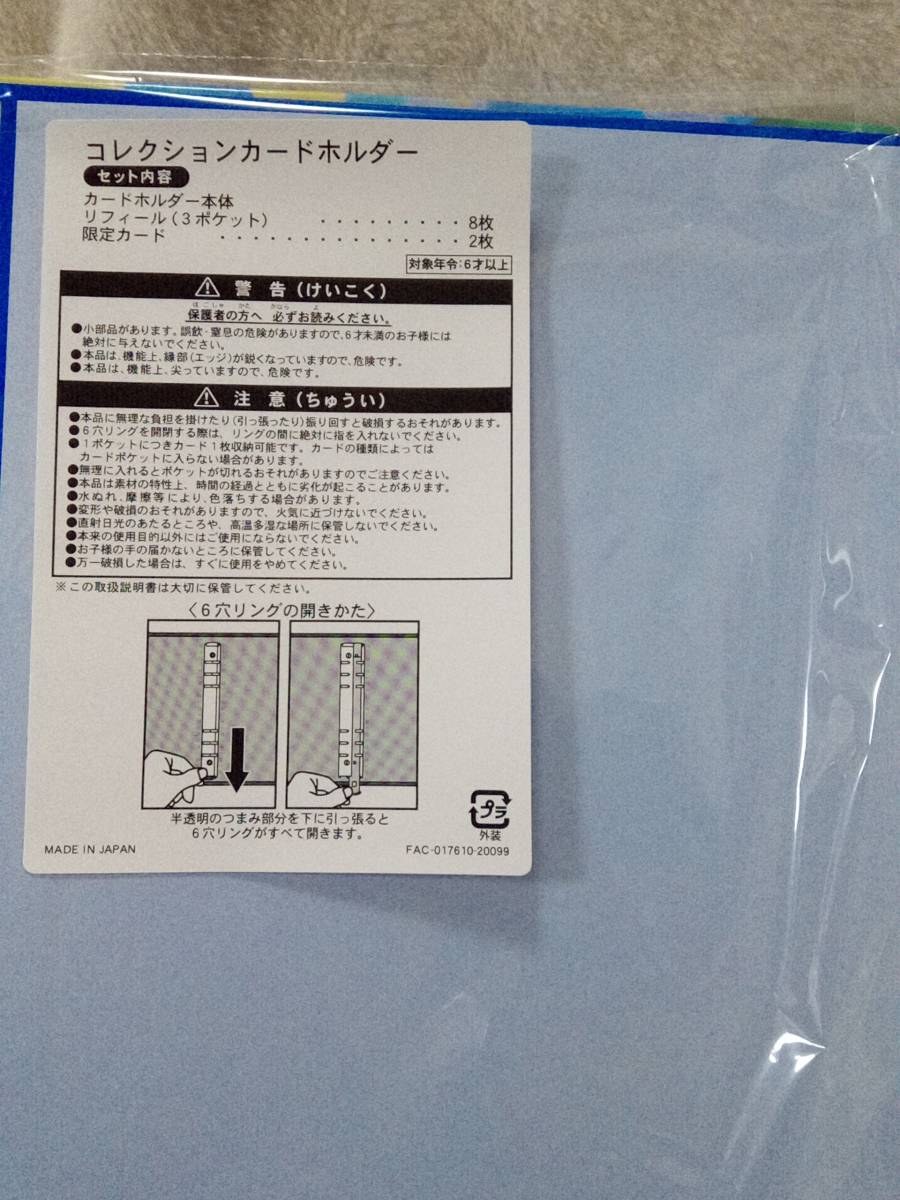 コレクションカードホルダー
セット内容
カードホルダー本体
リフィール(3ポケット) ・・・・・・・・・ 8枚
限定カード ・・・・・・・・・・・・・・・ 2枚
対象年令:6才以上
⚠ 警 告 (けいこく)
ほごしゃ かた かなら よ
保護者の方へ 必ずお読みください。
●小部品があります。誤飲・窒息の危険がありますので、6才未満のお子様には
絶対に与えないでください。
●本品は、機能上、縁部(エッジ)が鋭くなっていますので、危険です。
●本品は、機能上、尖っていますので、危険です。
⚠ 注 意 (ちゅうい)
●本品に無理な負担を掛けたり(引っ張ったり)振り回すと破損するおそれがあります。
●6穴リングを開閉する際は、リングの間に絶対に指を入れないでください。
●1ポケットにつきカード1枚収納可能です。カードの種類によっては
カードポケットに入らない場合があります。
●無理に入れるとポケットが切れるおそれがありますのでご注意ください。
●本品は素材の特性上、時間の経過とともに劣化が起こることがあります。
●水ぬれ、摩擦等により、色落ちする場合があります。
●変形や破損のおそれがありますので、火気に近づけないでください。
●直射日光のあたるところや、高温多湿な場所に保管しないでください。
●本来の使用目的以外にはご使用にならないでください。
●お子様の手の届かないところに保管してください。
●万一破損した場合は、すぐに使用をやめてください。
※この取扱説明書は大切に保管してください。
〈6穴リングの開きかた〉
半透明のつまみ部分を下に引っ張ると
6穴リングがすべて開きます。
プラ
外装
MADE IN JAPAN
FAC-017610-20099